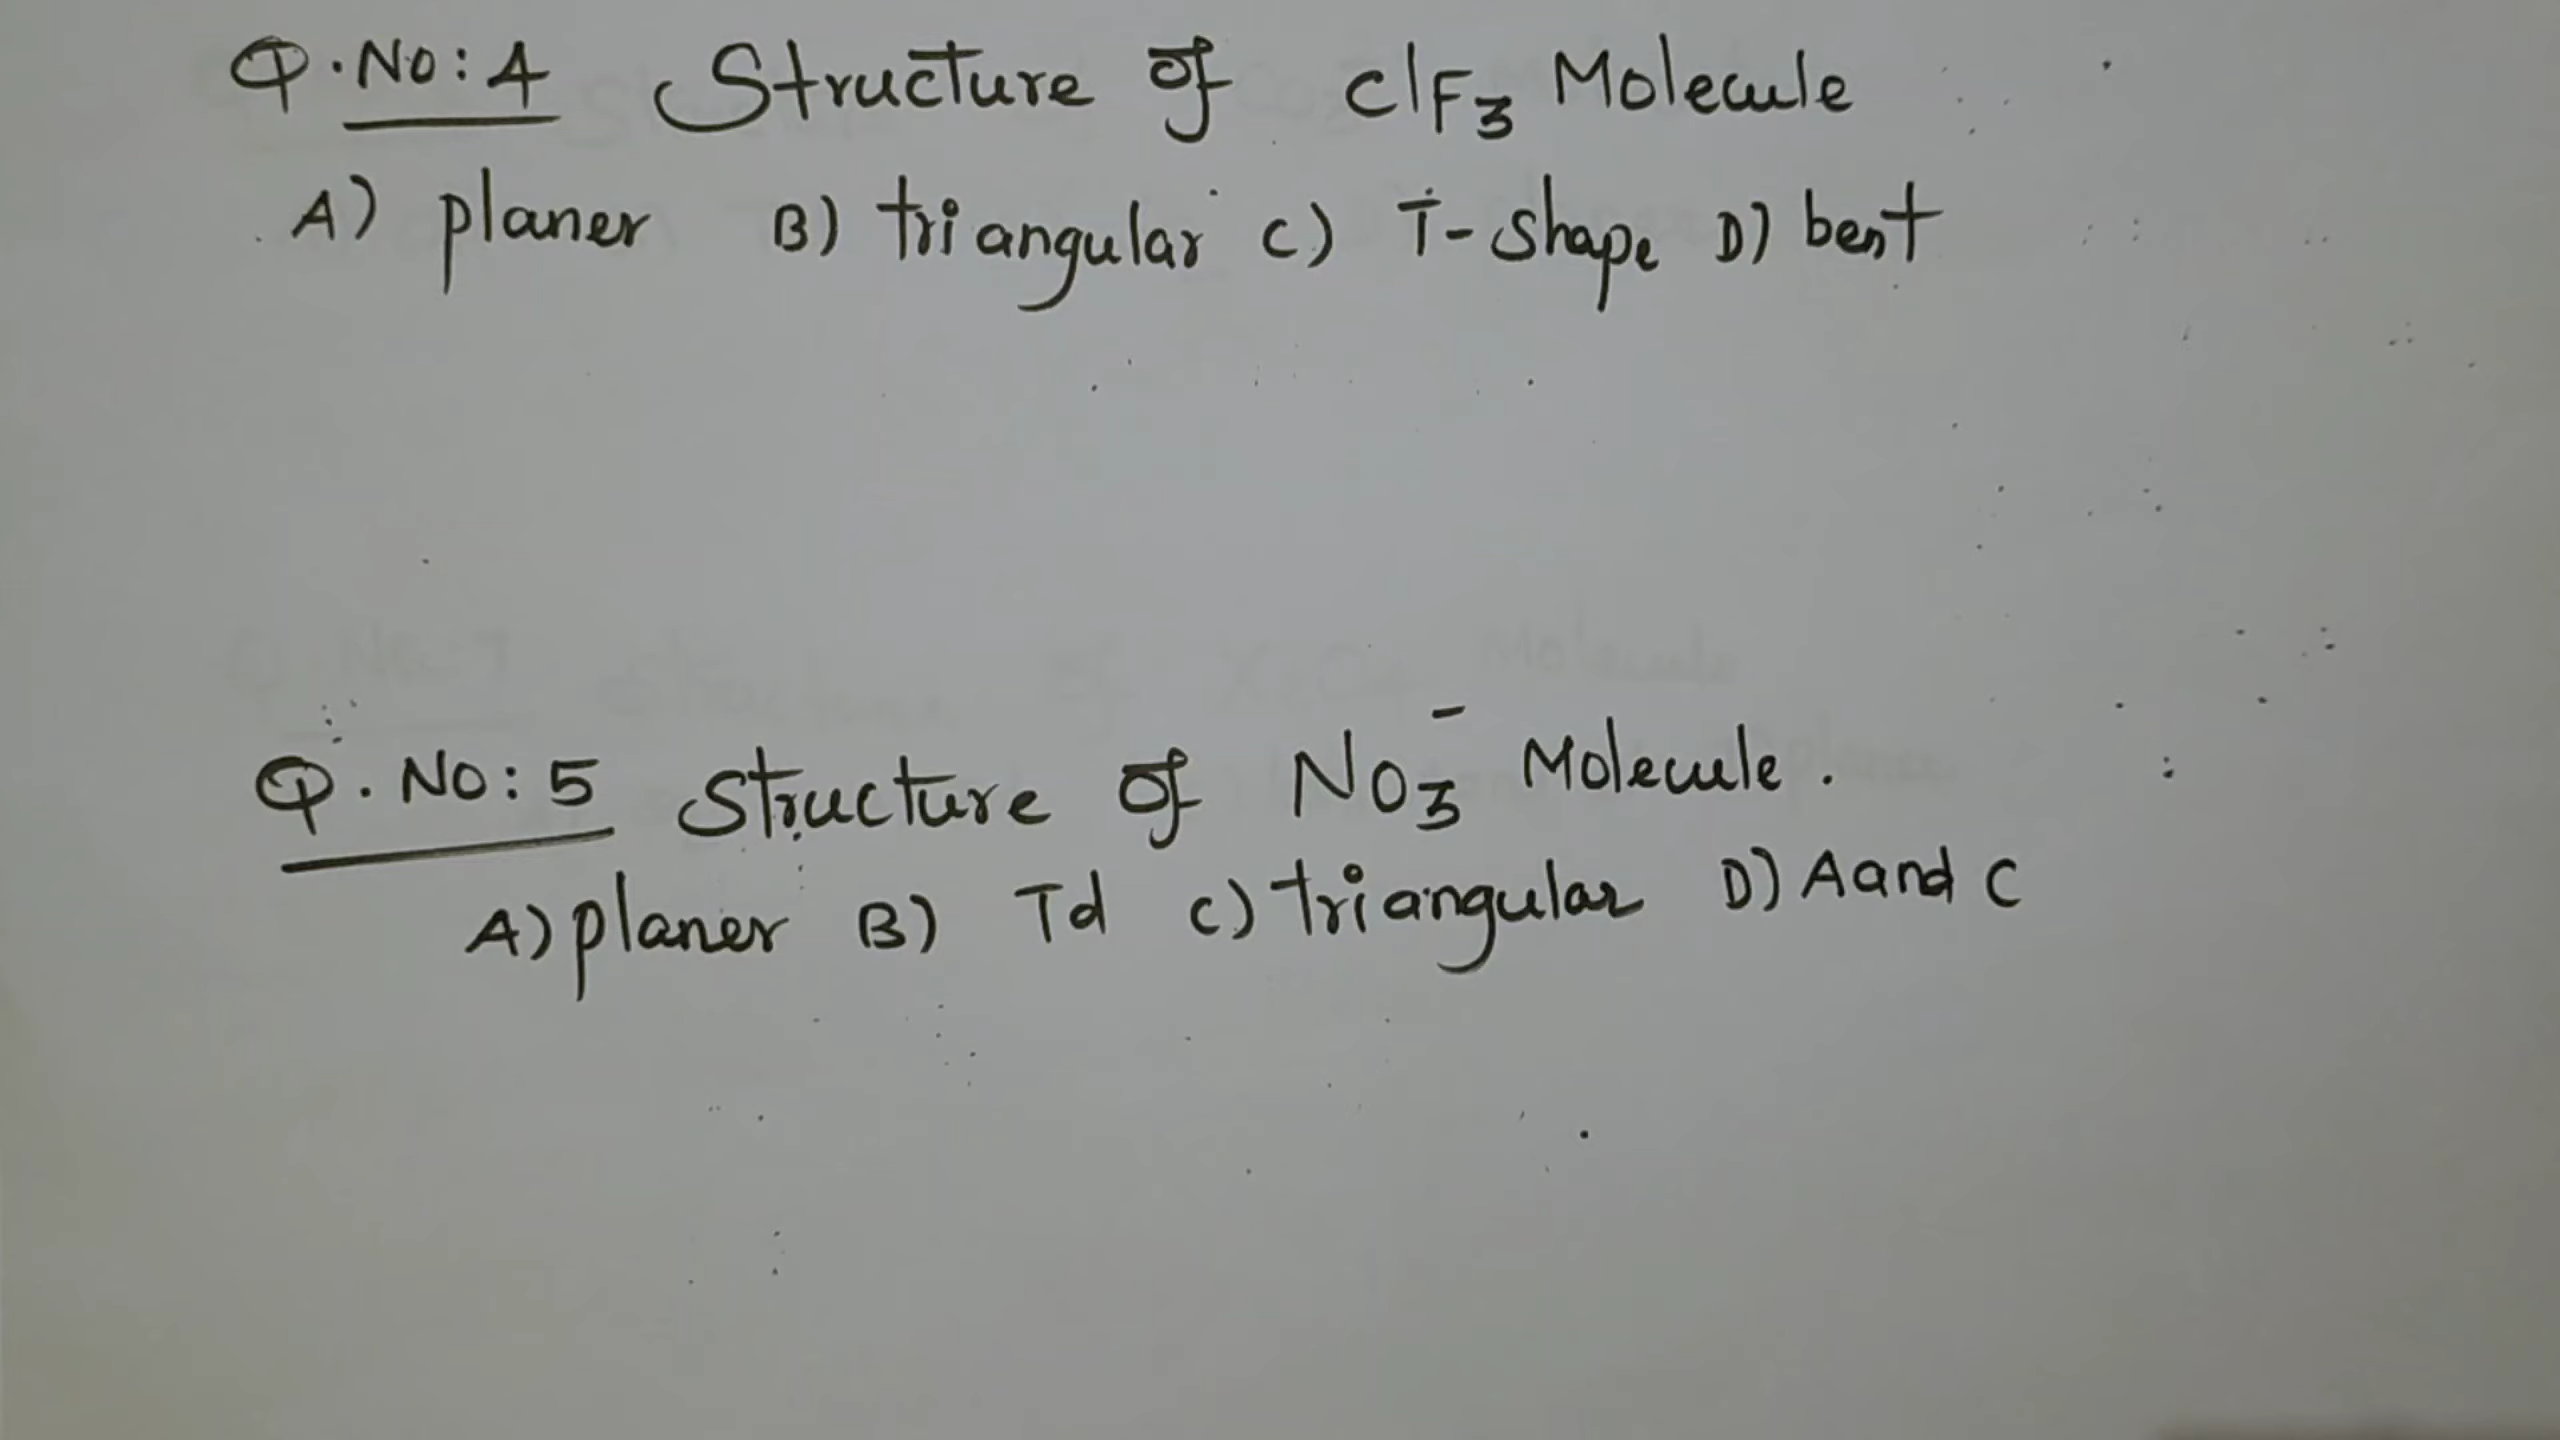 Q.No:4 Structure of ClF3 Molecule
A) planer B) triangular C) T-shape D) bent
Q.No:5 Structure of NO3- Molecule.
A) planer B) Td C) triangular D) A and C